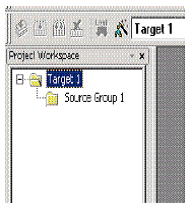 Target 1
Project Workspace
Target 1
Source Group 1